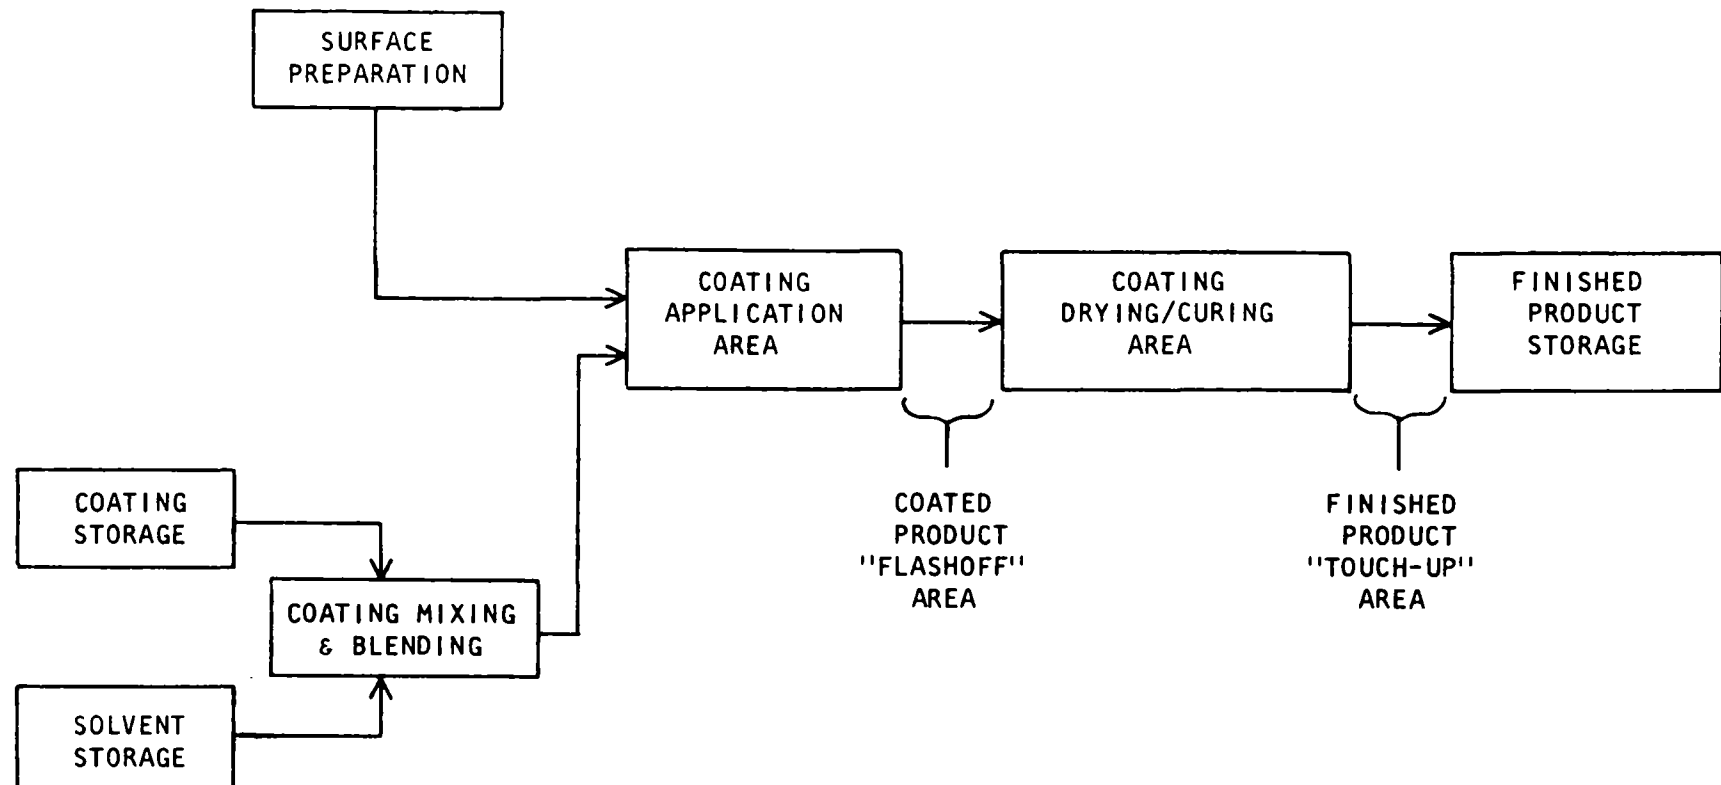 SURFACE
PREPARATION
COATING
APPLICATION
AREA
COATING
DRYING/CURING
AREA
FINISHED
PRODUCT
STORAGE
COATING
STORAGE
COATED
PRODUCT
"FLASHOFF"
AREA
FINISHED
PRODUCT
"TOUCH-UP"
AREA
COATING MIXING
& BLENDING
SOLVENT
STORAGE